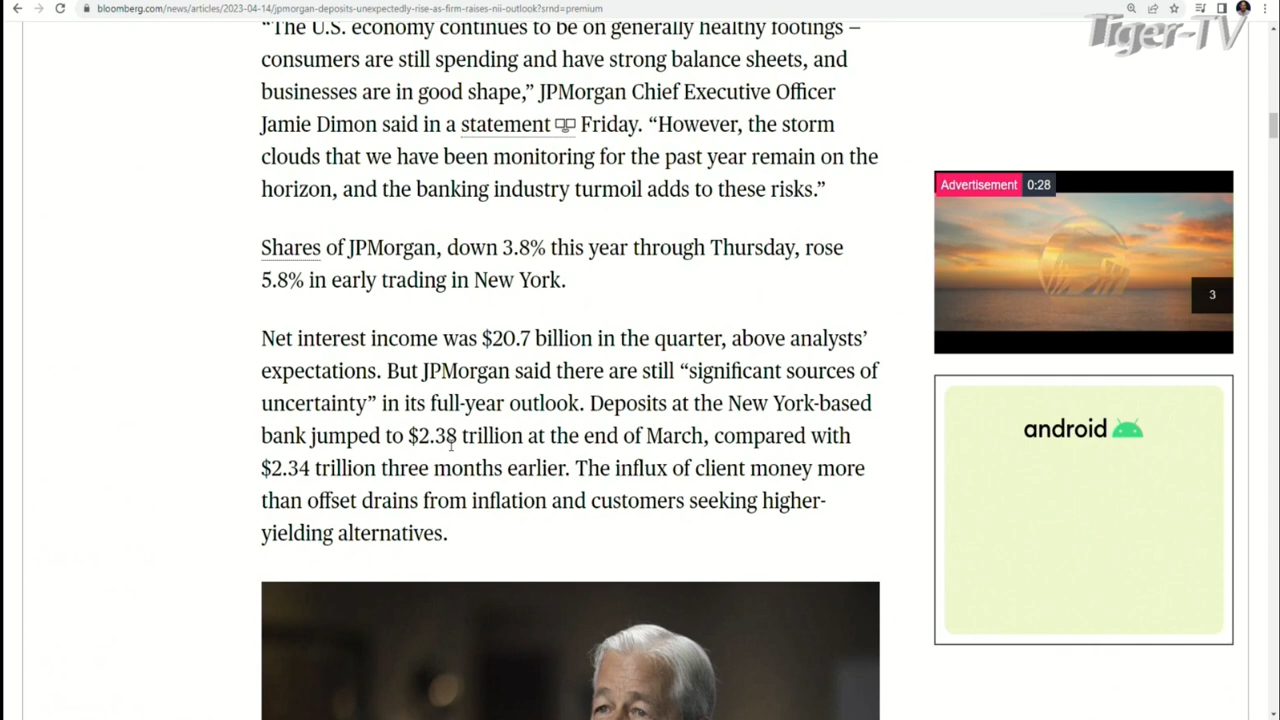 bloomberg.com/news/articles/2023-04-14/jpmorgan-deposits-unexpectedly-rise-as-firm-raises-nii-outlook?srnd=premium
Tiger-TV
“The U.S. economy continues to be on generally healthy footings —
consumers are still spending and have strong balance sheets, and
businesses are in good shape,” JPMorgan Chief Executive Officer
Jamie Dimon said in a statement Friday. “However, the storm
clouds that we have been monitoring for the past year remain on the
horizon, and the banking industry turmoil adds to these risks.”
Shares of JPMorgan, down 3.8% this year through Thursday, rose
5.8% in early trading in New York.
Net interest income was $20.7 billion in the quarter, above analysts’
expectations. But JPMorgan said there are still “significant sources of
uncertainty” in its full-year outlook. Deposits at the New York-based
bank jumped to $2.38 trillion at the end of March, compared with
$2.34 trillion three months earlier. The influx of client money more
than offset drains from inflation and customers seeking higher-
yielding alternatives.
Advertisement 0:28
3
android